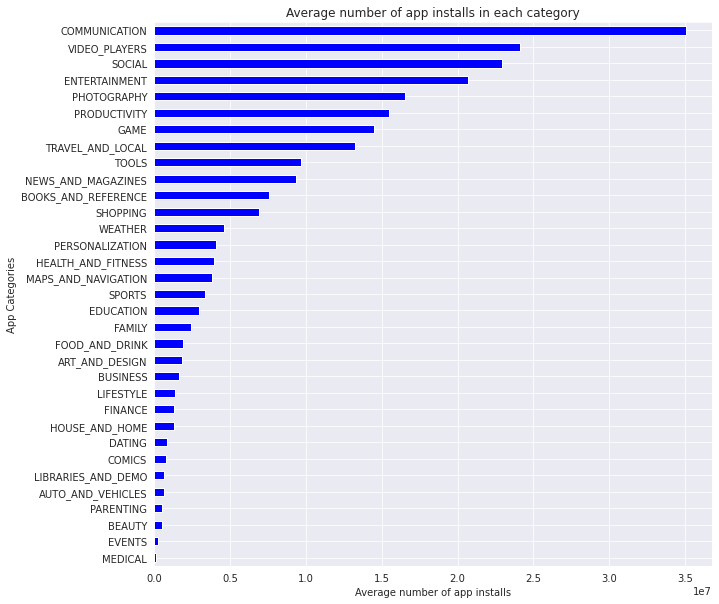 Average number of app installs in each category
COMMUNICATION
VIDEO_PLAYERS
SOCIAL
ENTERTAINMENT
PHOTOGRAPHY
PRODUCTIVITY
GAME
TRAVEL_AND_LOCAL
TOOLS
NEWS_AND_MAGAZINES
BOOKS_AND_REFERENCE
SHOPPING
WEATHER
PERSONALIZATION
HEALTH_AND_FITNESS
MAPS_AND_NAVIGATION
SPORTS
EDUCATION
FAMILY
FOOD_AND_DRINK
ART_AND_DESIGN
BUSINESS
LIFESTYLE
FINANCE
HOUSE_AND_HOME
DATING
COMICS
LIBRARIES_AND_DEMO
AUTO_AND_VEHICLES
PARENTING
BEAUTY
EVENTS
MEDICAL
App Categories
0.0 0.5 1.0 1.5 2.0 2.5 3.0 3.5
1e7
Average number of app installs